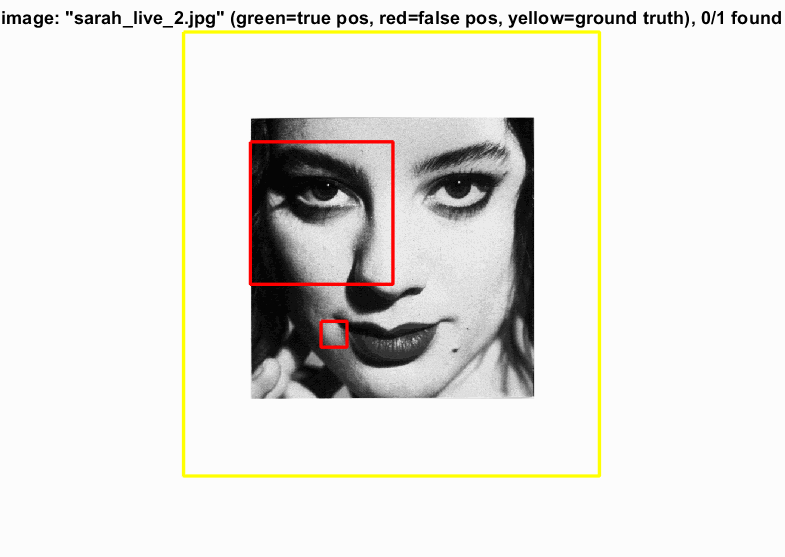 image: "sarah_live_2.jpg" (green=true pos, red=false pos, yellow=ground truth), 0/1 found